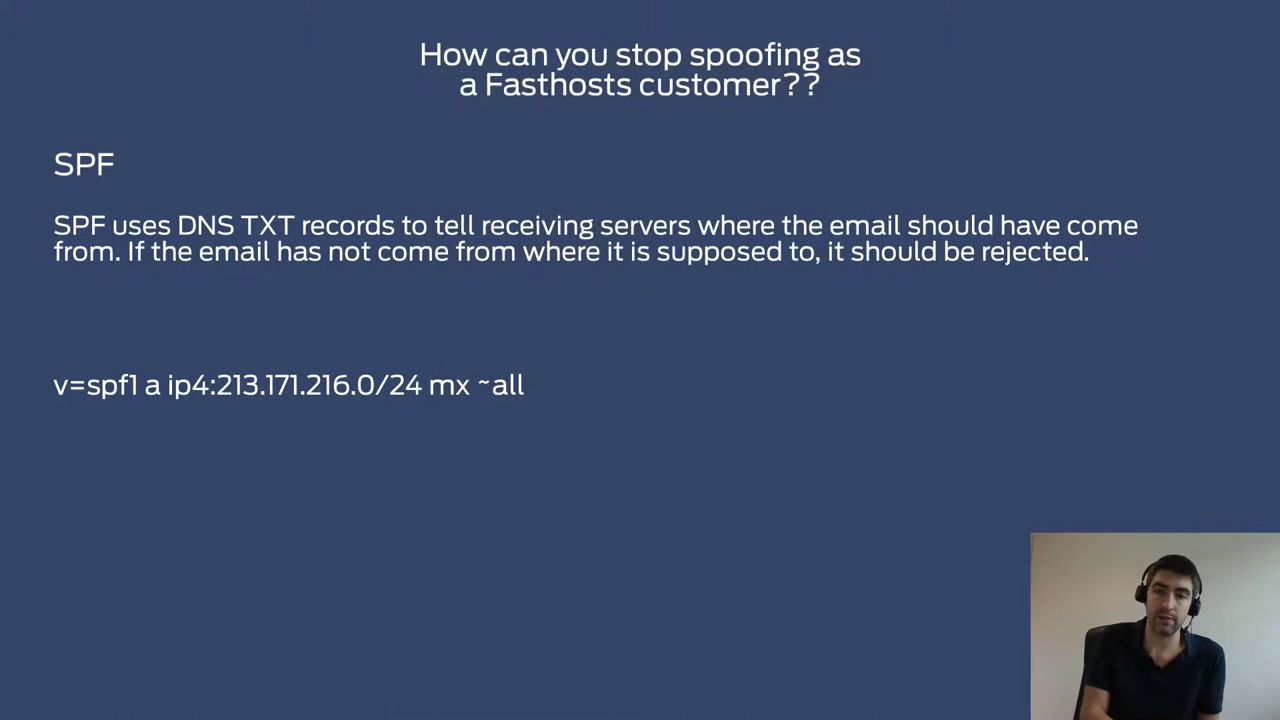 How can you stop spoofing as
a Fasthosts customer??
SPF
SPF uses DNS TXT records to tell receiving servers where the email should have come
from. If the email has not come from where it is supposed to, it should be rejected.
v=spf1 a ip4:213.171.216.0/24 mx ~all